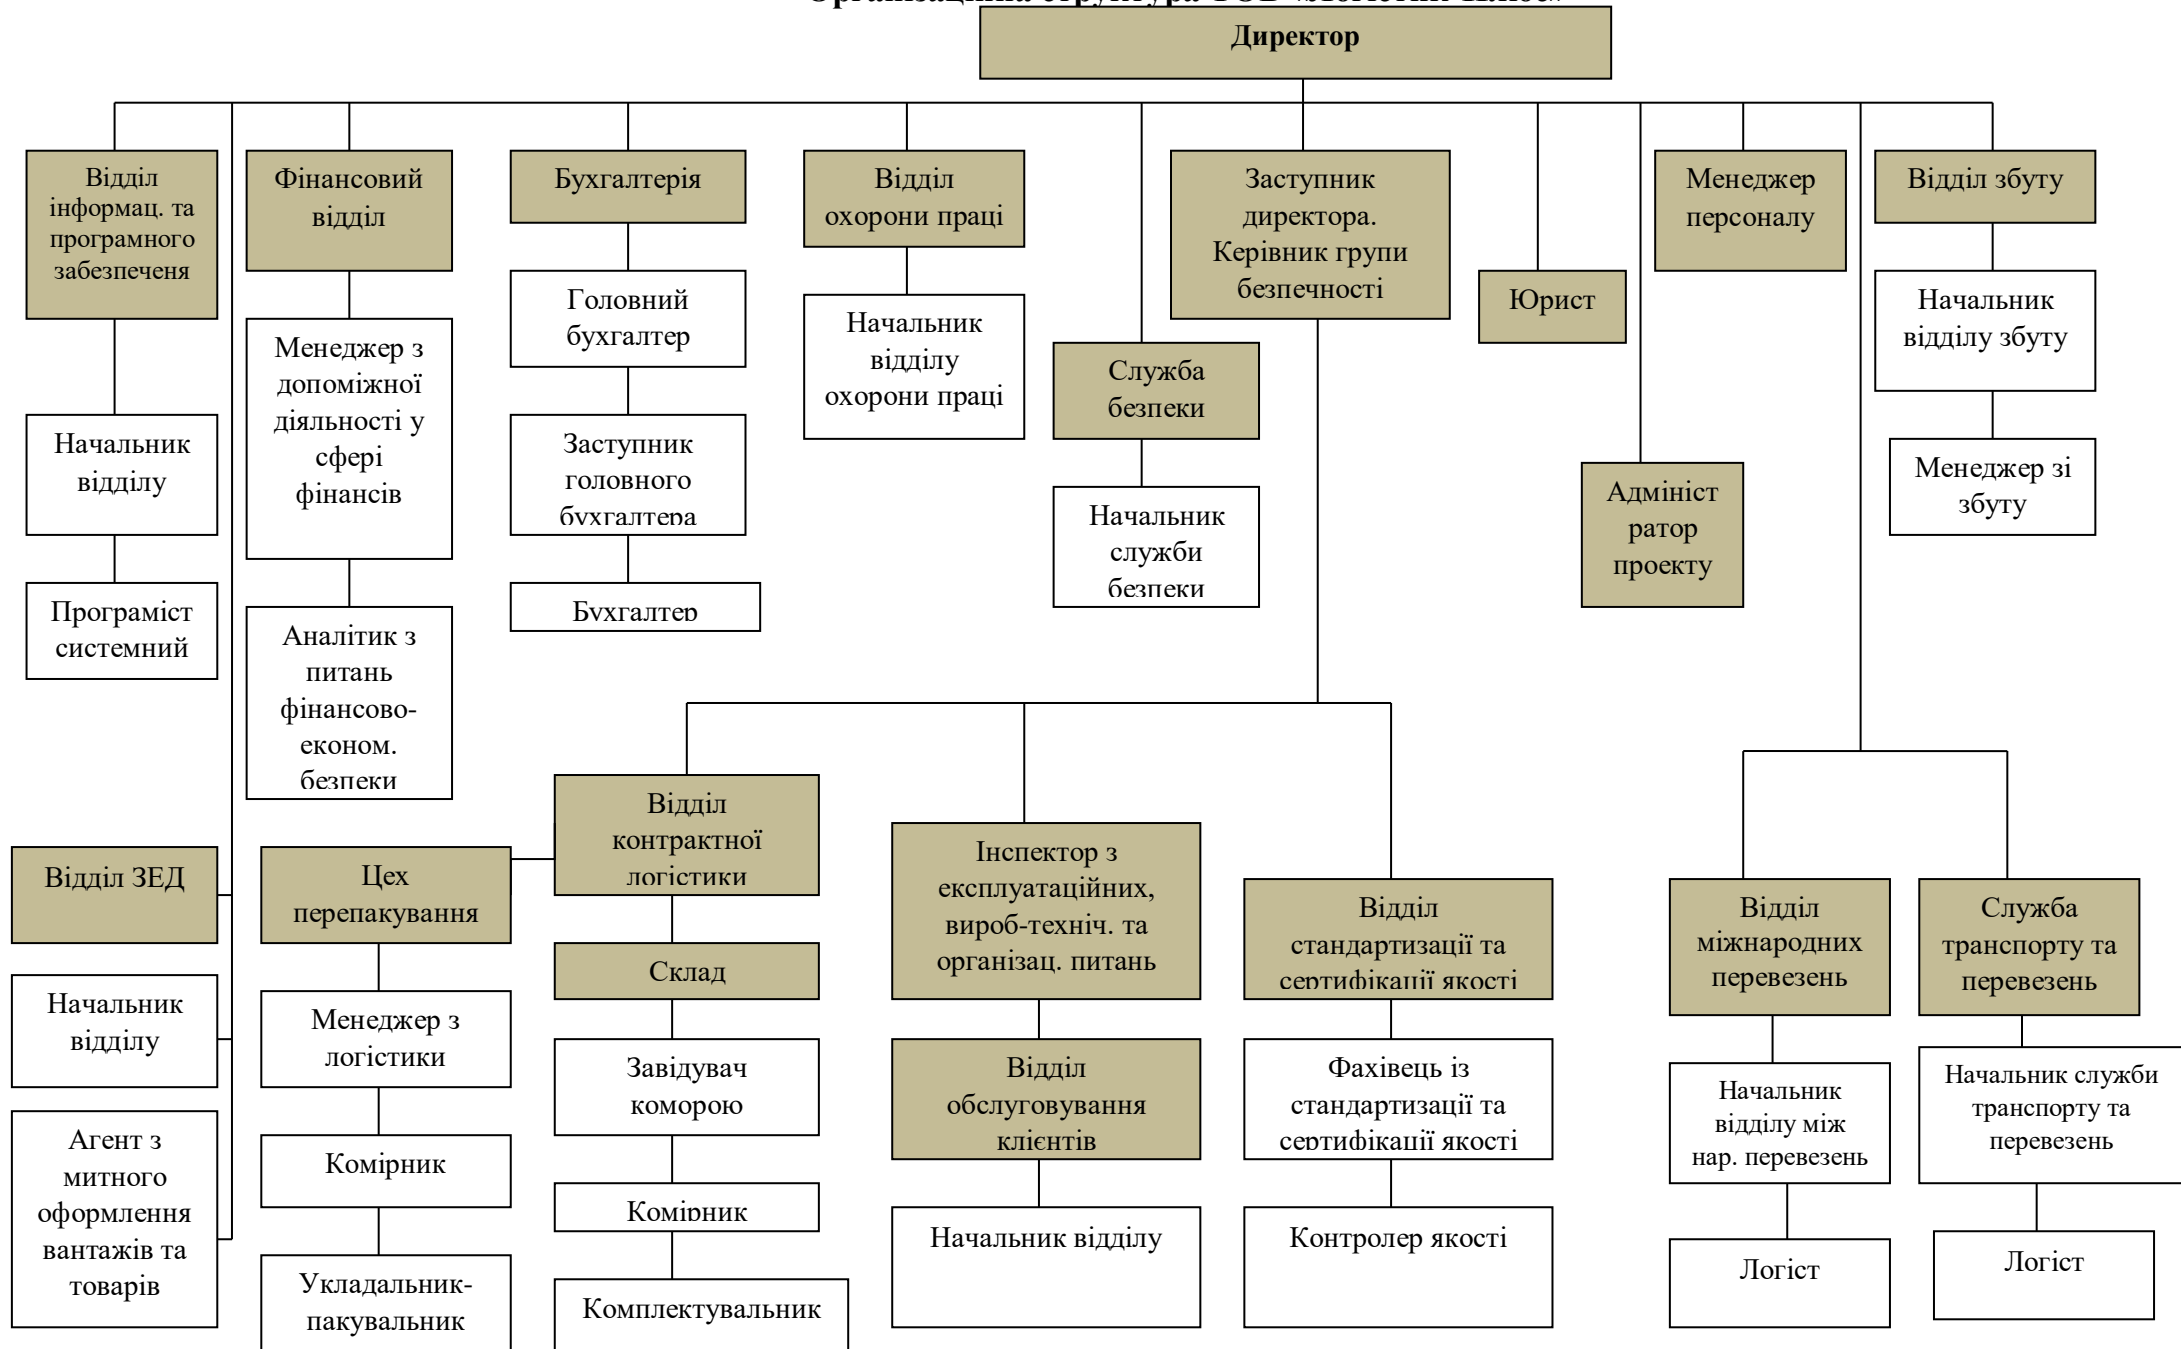 Організаційна структура ТОВ «Логістик Плюс»
Директор
Відділ
інформац. та
програмного
забезпеченя
Начальник
відділу
Програміст
системний
Фінансовий
відділ
Менеджер з
допоміжної
діяльності у
сфері
фінансів
Аналітик з
питань
фінансово-
економ.
безпеки
Бухгалтерія
Головний
бухгалтер
Заступник
головного
бухгалтера
Бухгалтер
Відділ
охорони праці
Начальник
відділу
охорони праці
Служба
безпеки
Начальник
служби
безпеки
Заступник
директора.
Керівник групи
безпечності
Юрист
Адмініст
ратор
проекту
Менеджер
персоналу
Відділ збуту
Начальник
відділу збуту
Менеджер зі
збуту
Відділ ЗЕД
Начальник
відділу
Агент з
митного
оформлення
вантажів та
товарів
Цех
перепакування
Менеджер з
логістики
Комірник
Укладальник-
пакувальник
Відділ
контрактної
логістики
Склад
Завідувач
коморою
Комірник
Комплектувальник
Інспектор з
експлуатаційних,
вироб-техніч. та
організац. питань
Відділ
обслуговування
клієнтів
Начальник відділу
Відділ
стандартизації та
сертифікації якості
Фахівець із
стандартизації та
сертифікації якості
Контролер якості
Відділ
міжнародних
перевезень
Начальник
відділу між
нар. перевезень
Логіст
Служба
транспорту та
перевезень
Начальник служби
транспорту та
перевезень
Логіст